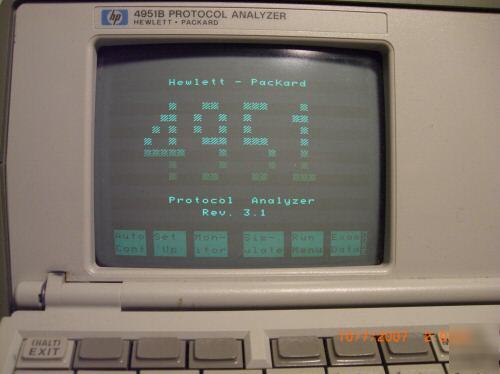 hp 4951B PROTOCOL ANALYZER
HEWLETT • PACKARD
Hewlett - Packard
4951
Protocol Analyzer
Rev. 3.1
Auto Set Mon- Sim- Run Exam
Cont Up itor ulate Menu Data
(HALT)
EXIT
10/7/2007